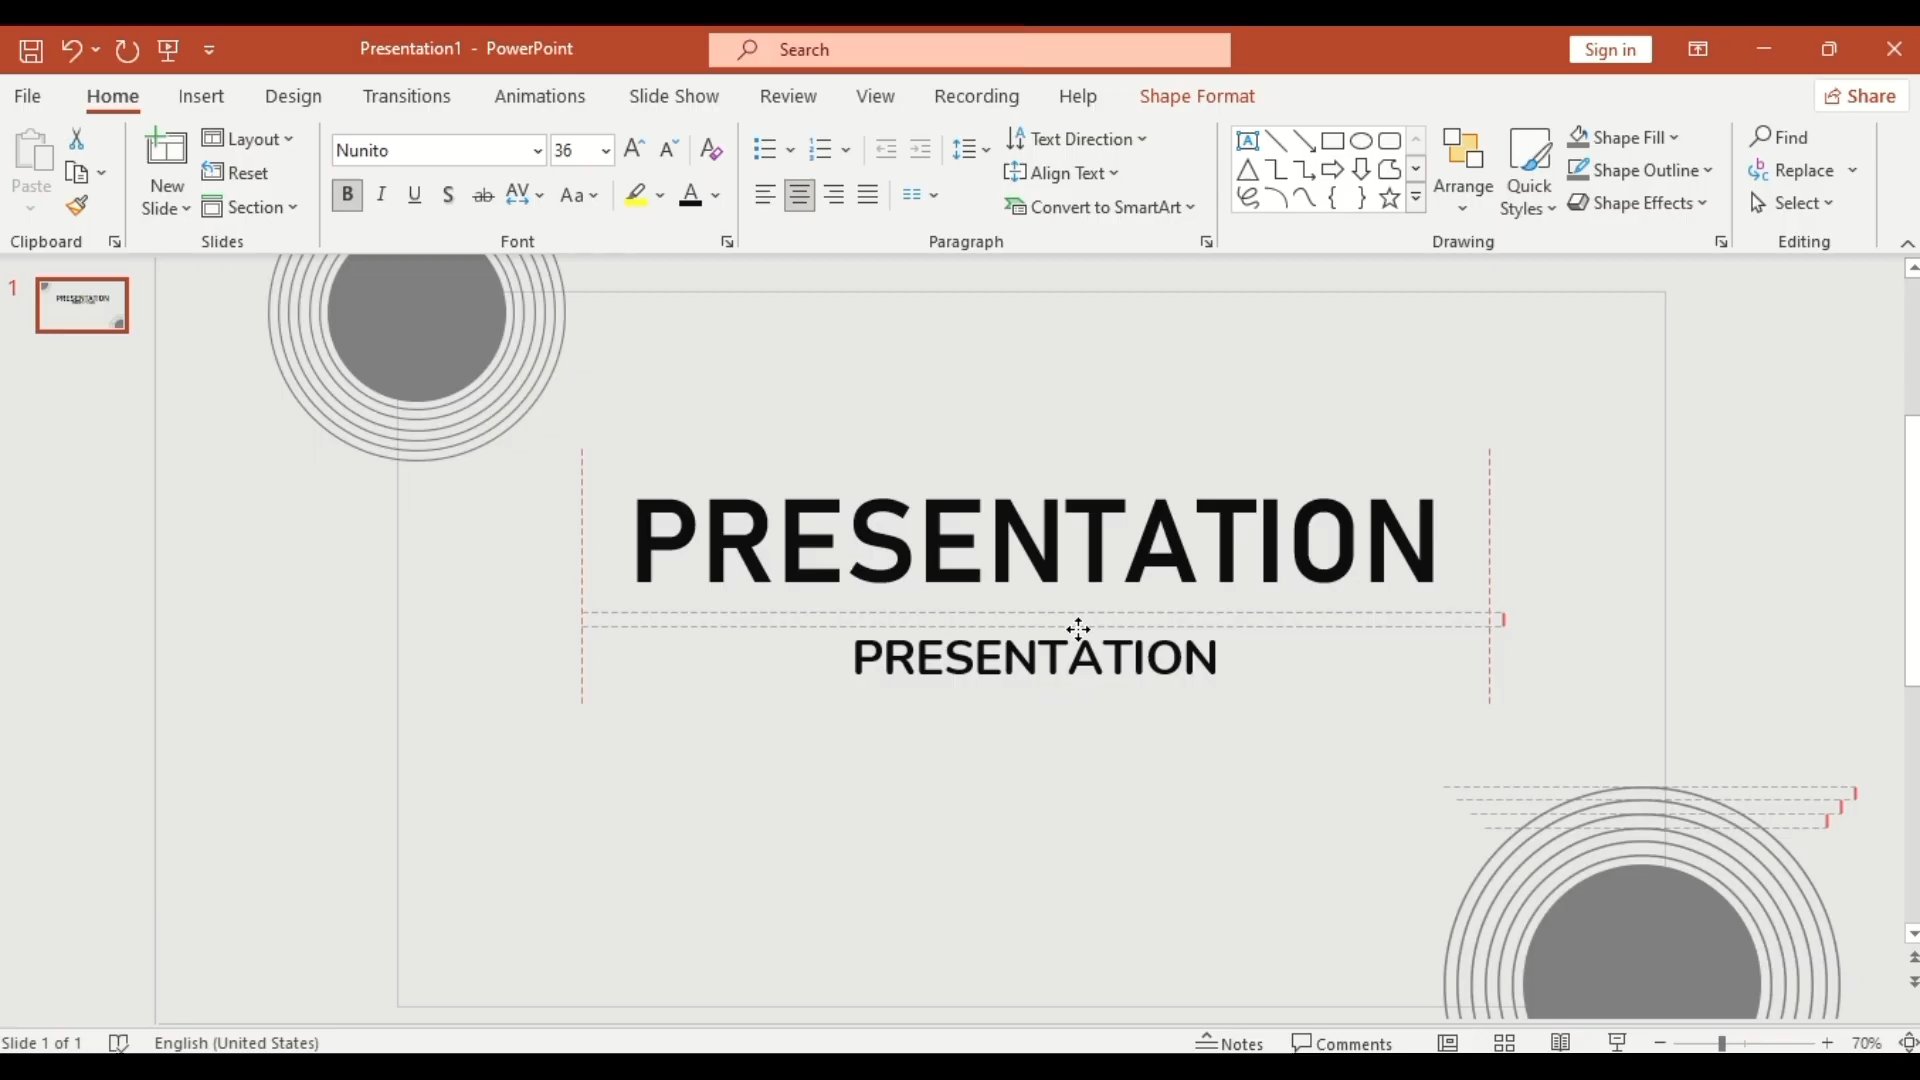 Presentation1 - PowerPoint
Search
Sign in
File Home Insert Design Transitions Animations Slide Show Review View Recording Help Shape Format
Share
Paste
New Slide
Layout
Reset
Section
Nunito 36
B I U S ab AV Aa A
Text Direction
Align Text
Convert to SmartArt
Arrange
Quick Styles
Shape Fill
Shape Outline
Shape Effects
Find
Replace
Select
Clipboard Slides Font Paragraph Drawing Editing
1
PRESENTATION
PRESENTATION
Slide 1 of 1 English (United States) Notes Comments 70%